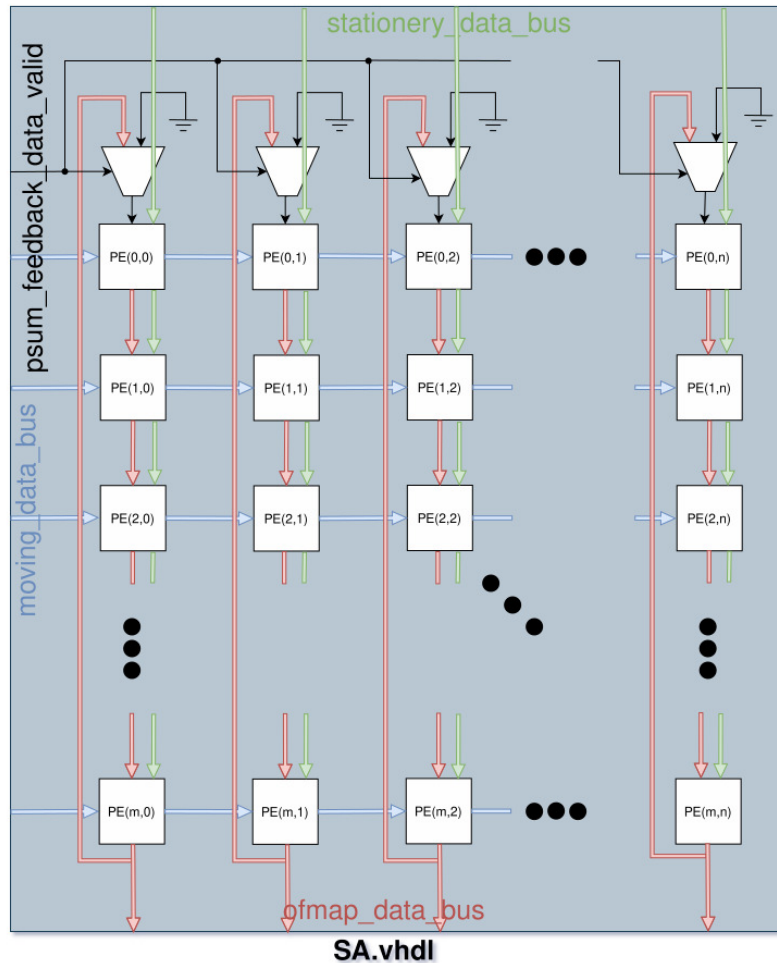 stationery_data_bus
psum_feedback_data_valid
PE(0,0) PE(0,1) PE(0,2) PE(0,n)
PE(1,0) PE(1,1) PE(1,2) PE(1,n)
moving_data_bus
PE(2,0) PE(2,1) PE(2,2) PE(2,n)
PE(m,0) PE(m,1) PE(m,2) PE(m,n)
ofmap_data_bus
SA.vhdl